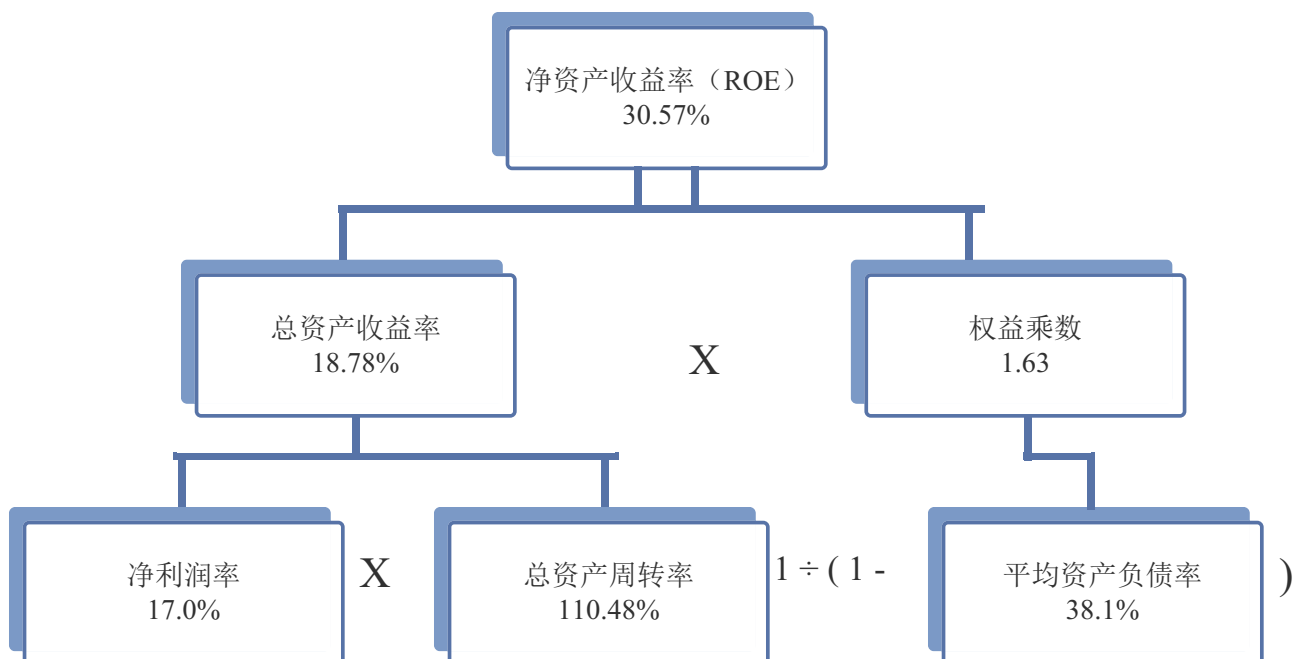 净资产收益率（ROE）
30.57%
总资产收益率
18.78%
X
权益乘数
1.63
净利润率
17.0%
X
总资产周转率
110.48%
1 ÷ ( 1 -
平均资产负债率
38.1%
)